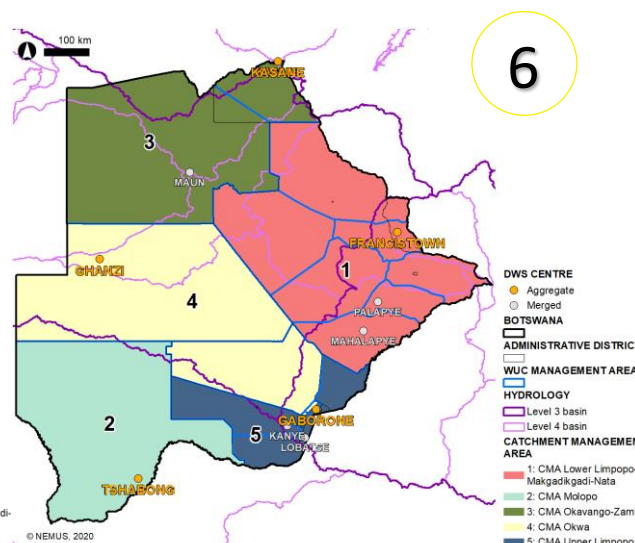 100 km
6
KASANE
3
MAUN
FRANCISTOWN
GHANZI
1
4
PALAPYE
MAHALAPYE
2
GABORONE
5
KANYE
LOBATSE
TSHABONG
di-
© NEMUS, 2020
DWS CENTRE
Aggregate
Merged
BOTSWANA
ADMINISTRATIVE DISTRIC
WUC MANAGEMENT AREA
HYDROLOGY
Level 3 basin
Level 4 basin
CATCHMENT MANAGEME
AREA
1: CMA Lower Limpopo
Makgadikgadi-Nata
2: CMA Molopo
3: CMA Okavango-Zam
4: CMA Okwa
5: CMA Upper Limpopo